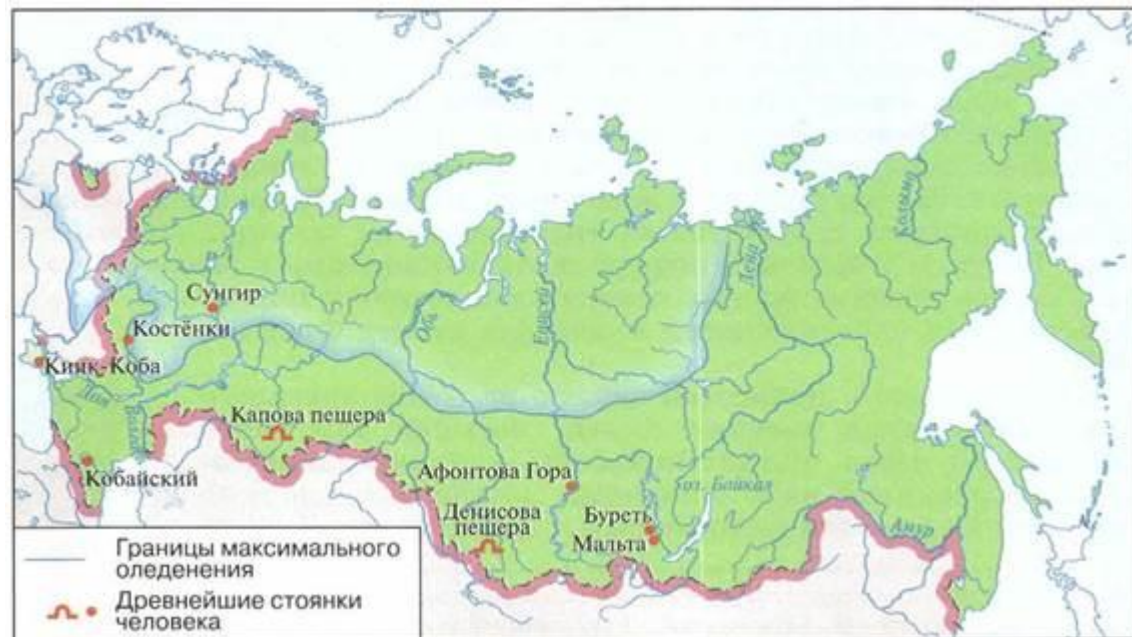 Колыма
Лена
Обь
Енисей
Сунгир
Костёнки
Кияк-Коба
Дон
Волга
Капова пещера
Кобайский
Афонтова Гора
оз. Байкал
Денисова
пещера
Буреть
Мальта
Амур
Границы максимального
оледенения
Древнейшие стоянки
человека